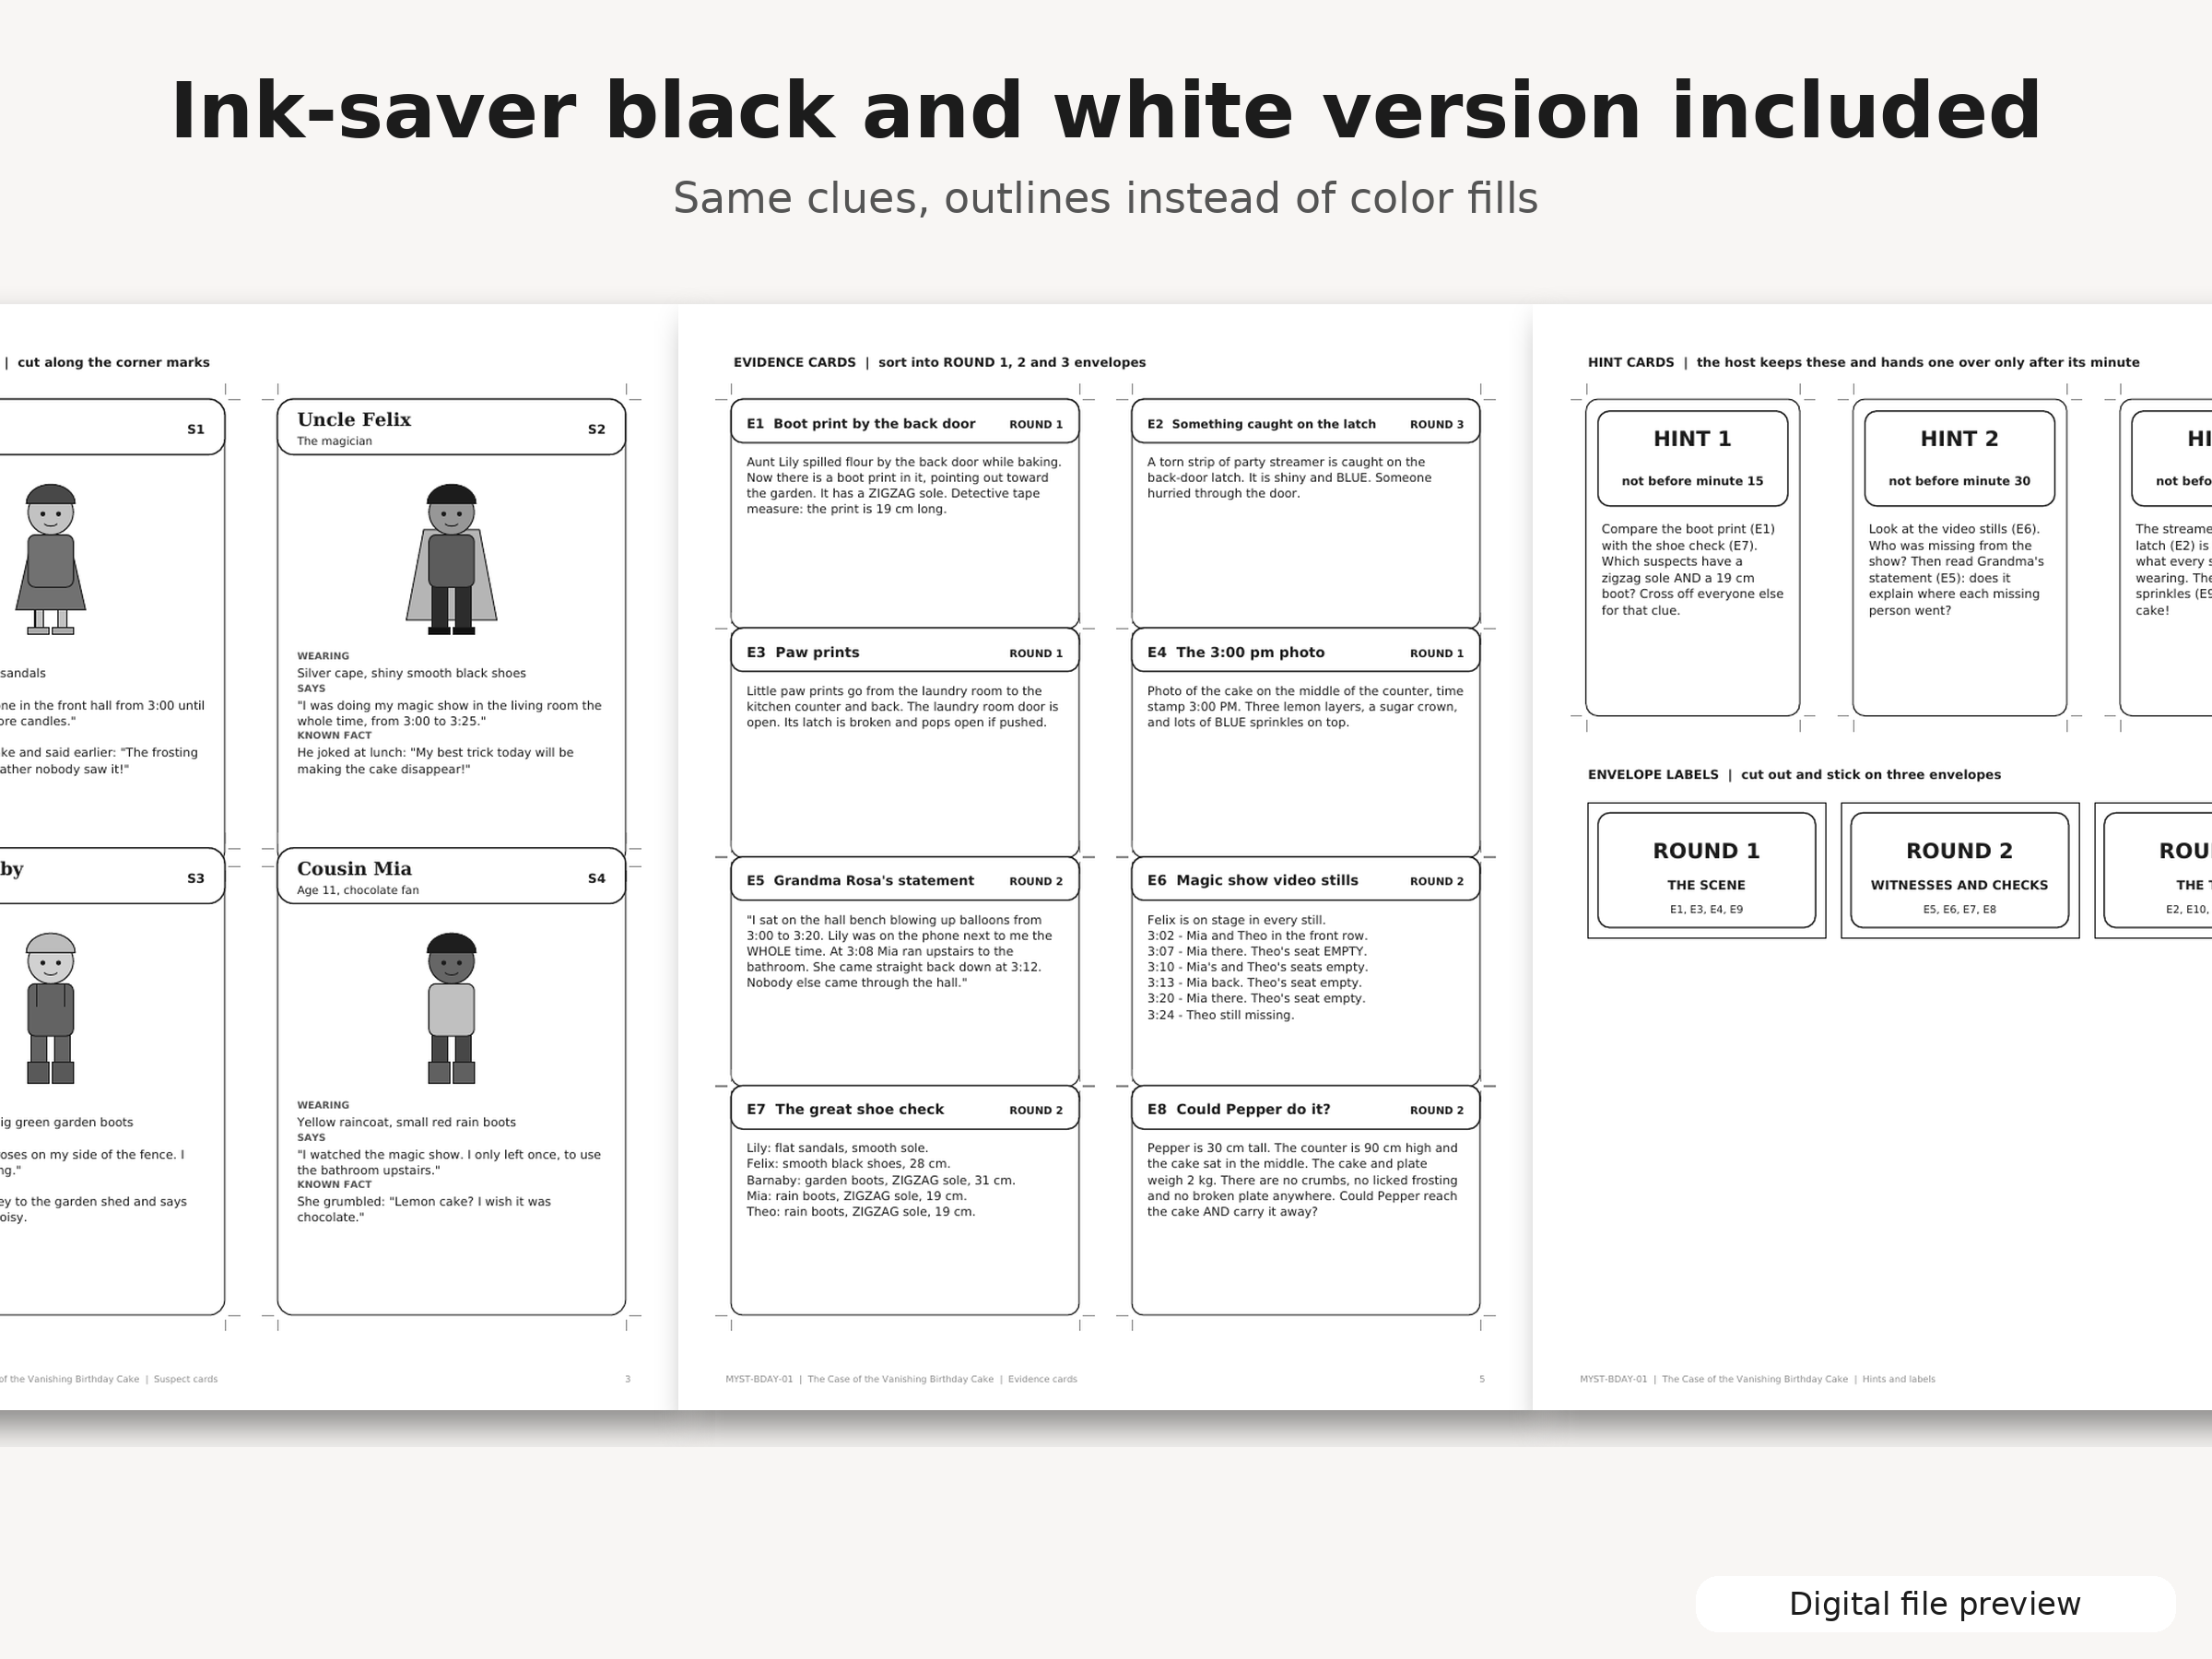 Ink-saver black and white version included
Same clues, outlines instead of color fills
| cut along the corner marks
S1
sandals
one in the front hall from 3:00 until
ore candles."
ke and said earlier: "The frosting
ather nobody saw it!"
Uncle Felix
The magician
S2
WEARING
Silver cape, shiny smooth black shoes
SAYS
"I was doing my magic show in the living room the
whole time, from 3:00 to 3:25."
KNOWN FACT
He joked at lunch: "My best trick today will be
making the cake disappear!"
by
S3
ig green garden boots
oses on my side of the fence. I
ng."
ey to the garden shed and says
oisy.
Cousin Mia
Age 11, chocolate fan
S4
WEARING
Yellow raincoat, small red rain boots
SAYS
"I watched the magic show. I only left once, to use
the bathroom upstairs."
KNOWN FACT
She grumbled: "Lemon cake? I wish it was
chocolate."
of the Vanishing Birthday Cake | Suspect cards
3
EVIDENCE CARDS | sort into ROUND 1, 2 and 3 envelopes
E1 Boot print by the back door ROUND 1
Aunt Lily spilled flour by the back door while baking.
Now there is a boot print in it, pointing out toward
the garden. It has a ZIGZAG sole. Detective tape
measure: the print is 19 cm long.
E2 Something caught on the latch ROUND 3
A torn strip of party streamer is caught on the
back-door latch. It is shiny and BLUE. Someone
hurried through the door.
E3 Paw prints ROUND 1
Little paw prints go from the laundry room to the
kitchen counter and back. The laundry room door is
open. Its latch is broken and pops open if pushed.
E4 The 3:00 pm photo ROUND 1
Photo of the cake on the middle of the counter, time
stamp 3:00 PM. Three lemon layers, a sugar crown,
and lots of BLUE sprinkles on top.
E5 Grandma Rosa's statement ROUND 2
"I sat on the hall bench blowing up balloons from
3:00 to 3:20. Lily was on the phone next to me the
WHOLE time. At 3:08 Mia ran upstairs to the
bathroom. She came straight back down at 3:12.
Nobody else came through the hall."
E6 Magic show video stills ROUND 2
Felix is on stage in every still.
3:02 - Mia and Theo in the front row.
3:07 - Mia there. Theo's seat EMPTY.
3:10 - Mia's and Theo's seats empty.
3:13 - Mia back. Theo's seat empty.
3:20 - Mia there. Theo's seat empty.
3:24 - Theo still missing.
E7 The great shoe check ROUND 2
Lily: flat sandals, smooth sole.
Felix: smooth black shoes, 28 cm.
Barnaby: garden boots, ZIGZAG sole, 31 cm.
Mia: rain boots, ZIGZAG sole, 19 cm.
Theo: rain boots, ZIGZAG sole, 19 cm.
E8 Could Pepper do it? ROUND 2
Pepper is 30 cm tall. The counter is 90 cm high and
the cake sat in the middle. The cake and plate
weigh 2 kg. There are no crumbs, no licked frosting
and no broken plate anywhere. Could Pepper reach
the cake AND carry it away?
MYST-BDAY-01 | The Case of the Vanishing Birthday Cake | Evidence cards
5
HINT CARDS | the host keeps these and hands one over only after its minute
HINT 1
not before minute 15
Compare the boot print (E1)
with the shoe check (E7).
Which suspects have a
zigzag sole AND a 19 cm
boot? Cross off everyone else
for that clue.
HINT 2
not before minute 30
Look at the video stills (E6).
Who was missing from the
show? Then read Grandma's
statement (E5): does it
explain where each missing
person went?
HI
not befo
The streame
latch (E2) is
what every s
wearing. The
sprinkles (E9
cake!
ENVELOPE LABELS | cut out and stick on three envelopes
ROUND 1
THE SCENE
E1, E3, E4, E9
ROUND 2
WITNESSES AND CHECKS
E5, E6, E7, E8
ROU
THE T
E2, E10,
MYST-BDAY-01 | The Case of the Vanishing Birthday Cake | Hints and labels
Digital file preview